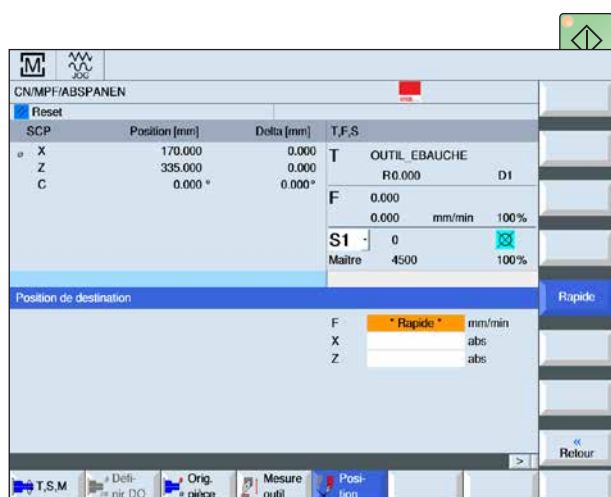 M JOG
CN/MPF/ABSPANEN
Reset
SCP Position [mm] Delta [mm] T,F,S
X 170.000 0.000 T OUTIL_EBAUCHE
Z 335.000 0.000 R0.000 D1
C 0.000 ° 0.000°
F 0.000
0.000 mm/min 100%
S1 0
Maître 4500 100%
Position de destination
Rapide
F * Rapide * mm/min
X abs
Z abs
«
Retour
>
T,S,M Défi- nir DO Orig. pièce Mesure outil Posi- tion